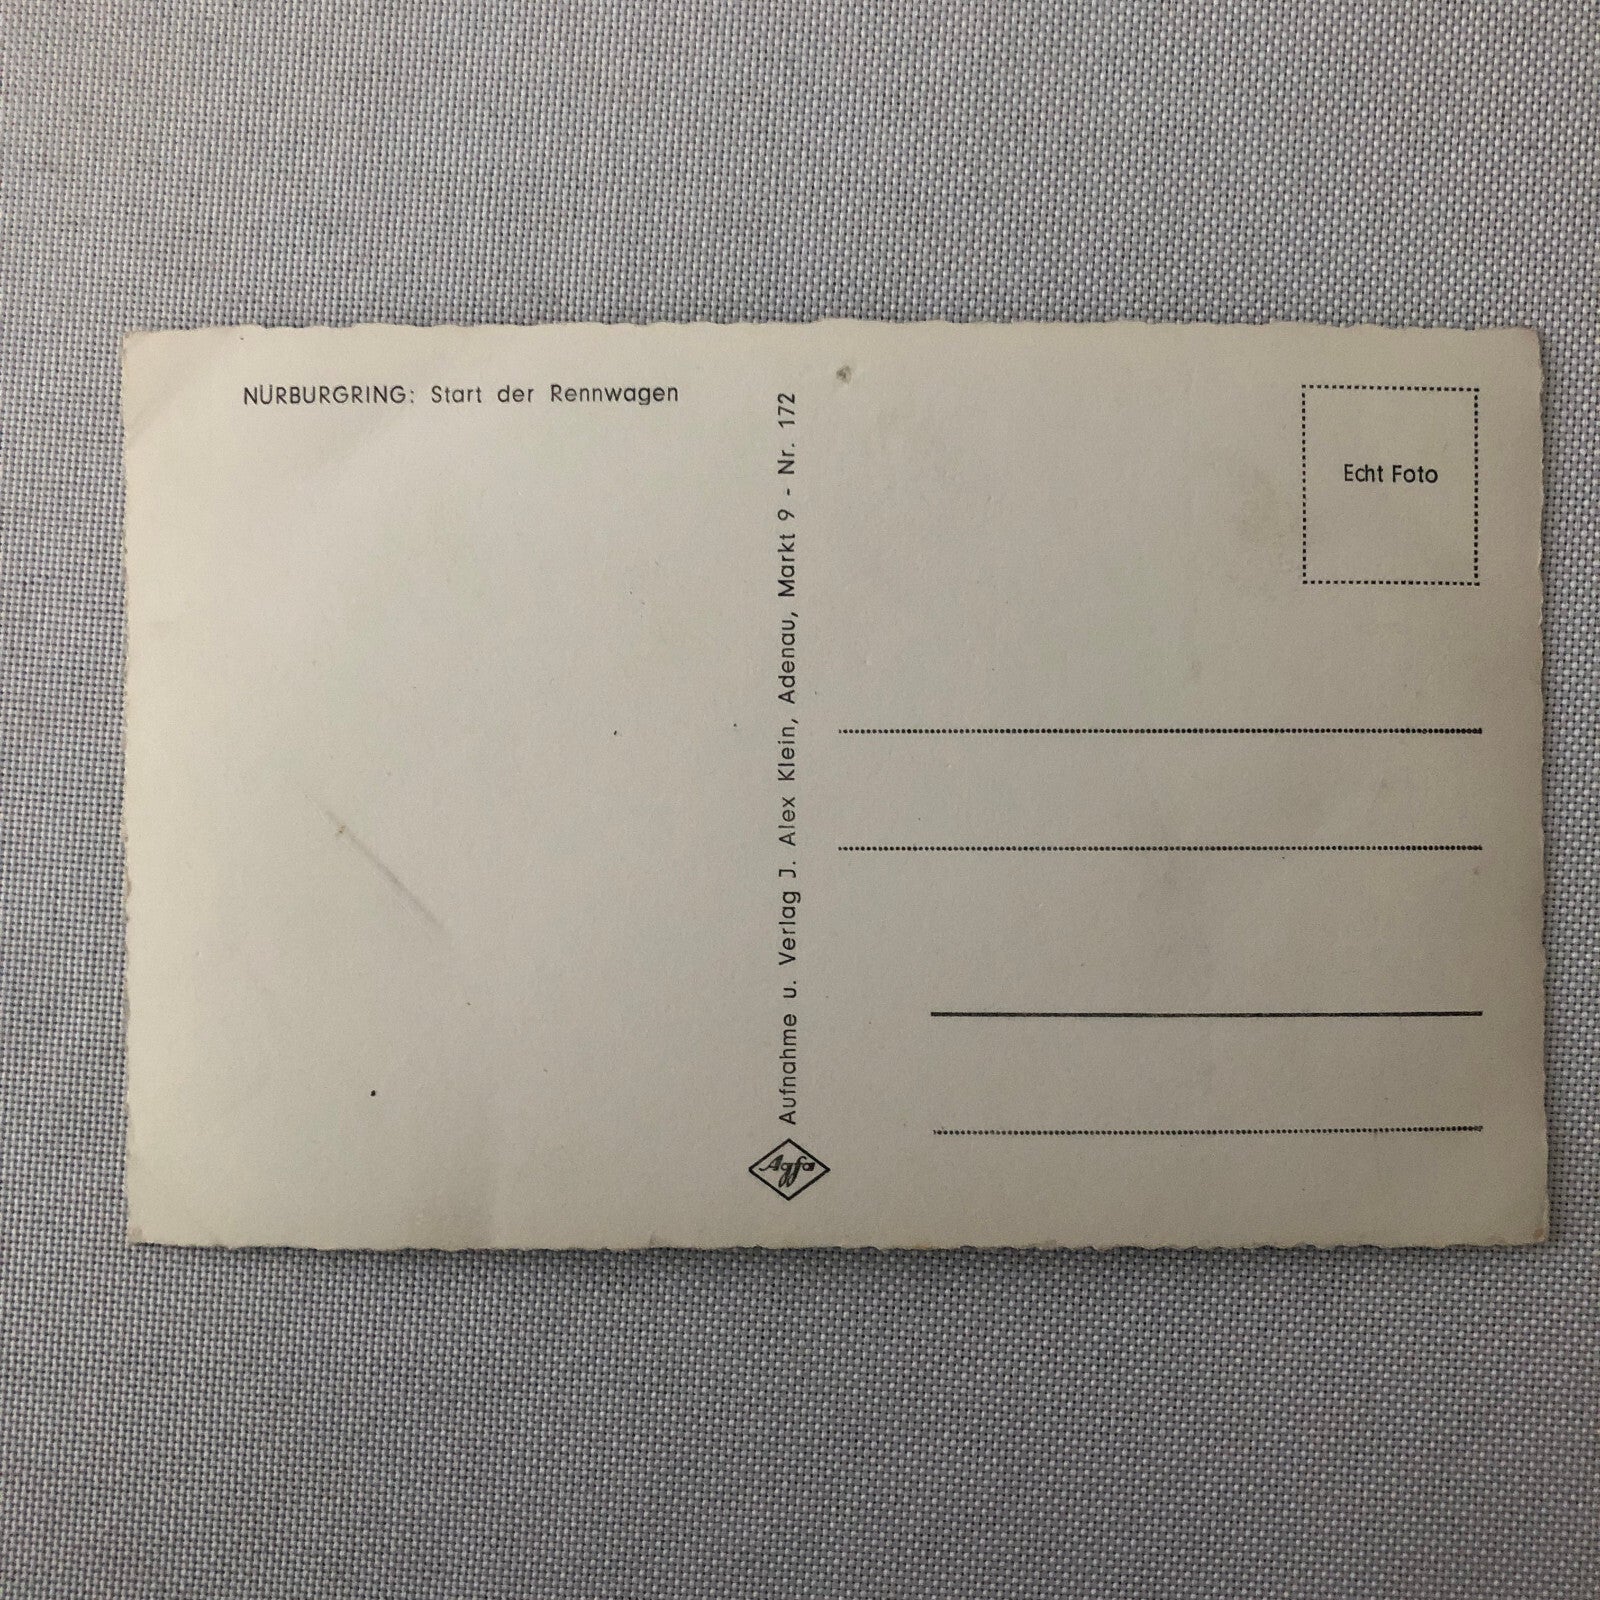 NÜRBURGRING: Start der Rennwagen
Aufnahme u. Verlag J. Alex Klein, Adenau, Markt 9 - Nr. 172
Echt Foto
Agfa